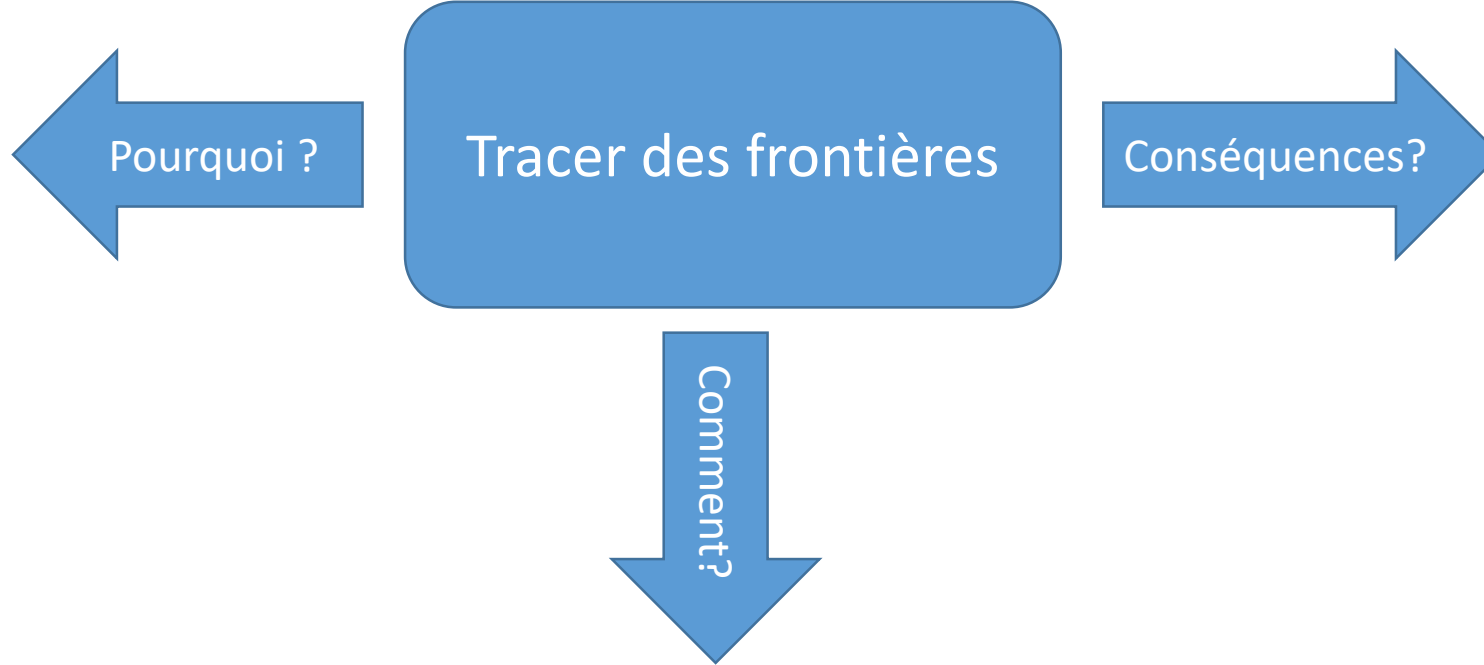 Pourquoi ?
Tracer des frontières
Conséquences?
Comment?